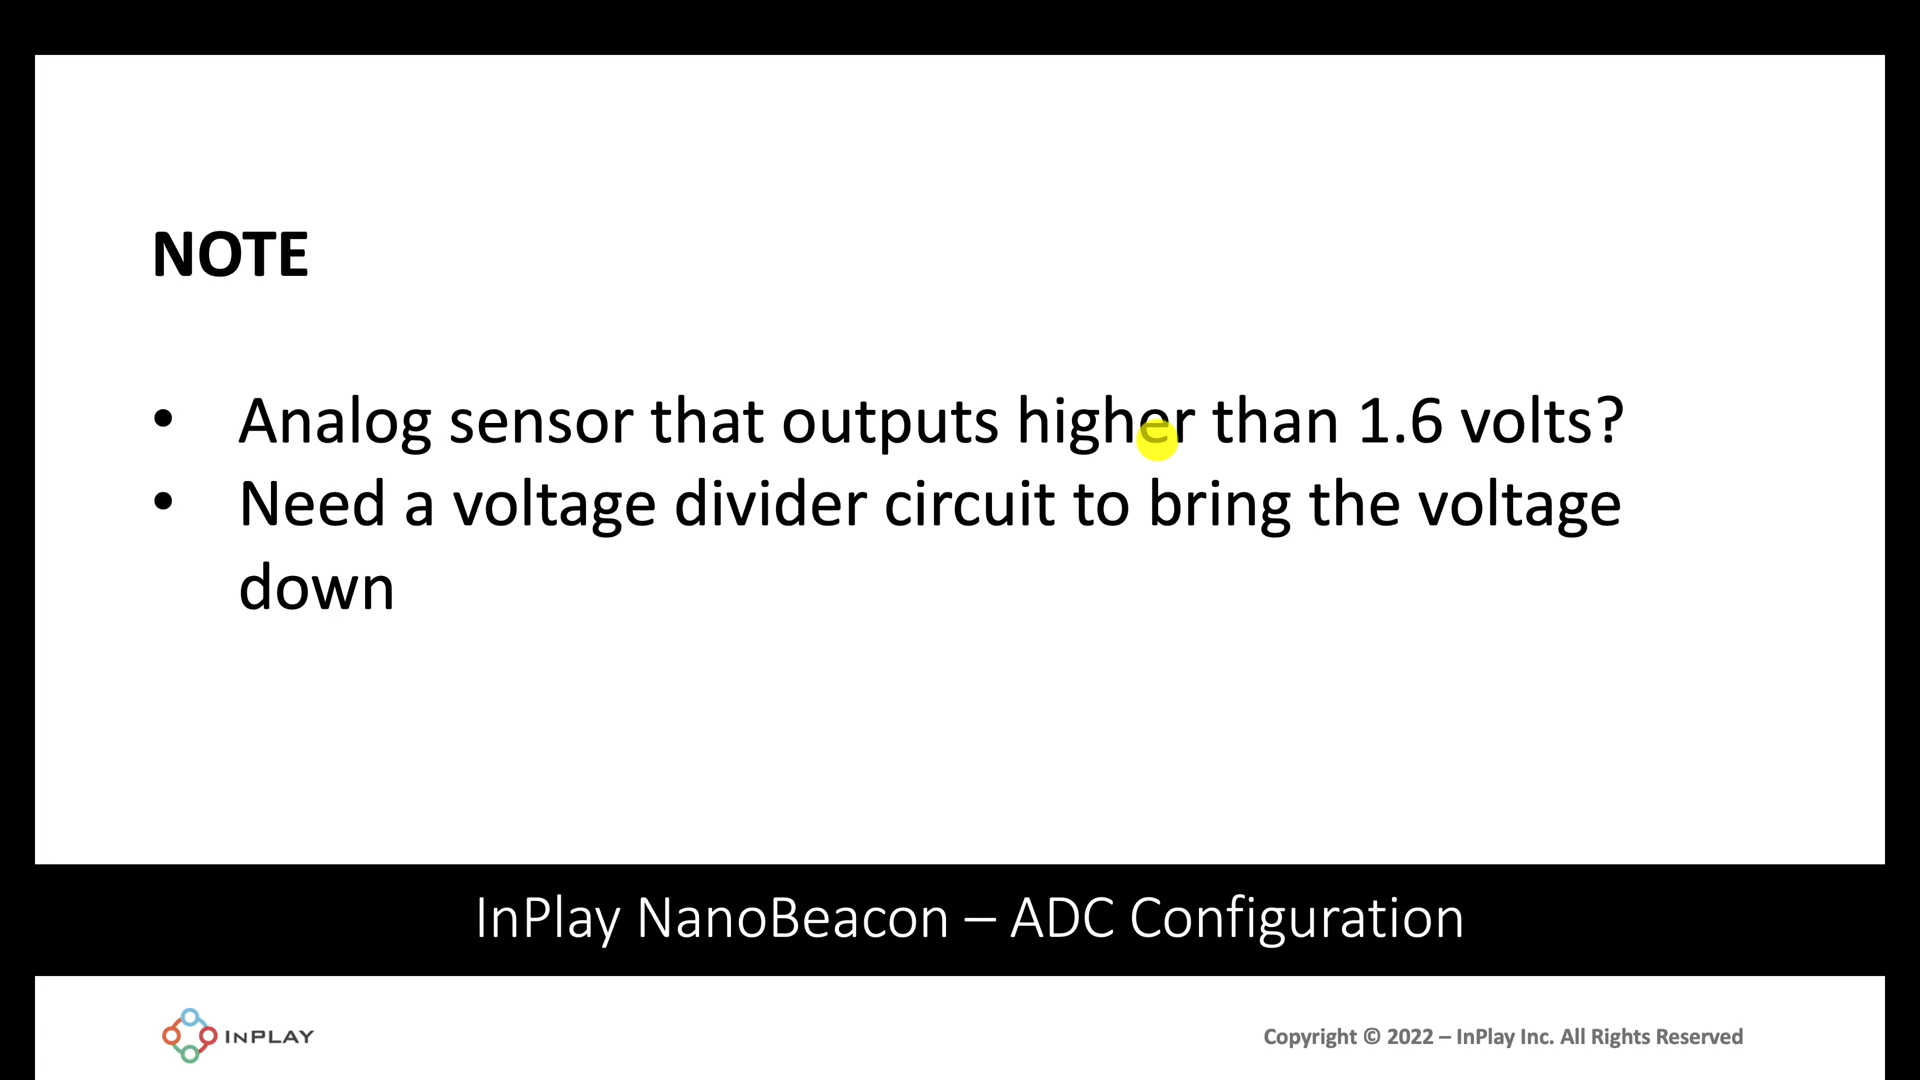 NOTE
• Analog sensor that outputs higher than 1.6 volts?
• Need a voltage divider circuit to bring the voltage
down
InPlay NanoBeacon – ADC Configuration
INPLAY
Copyright © 2022 – InPlay Inc. All Rights Reserved